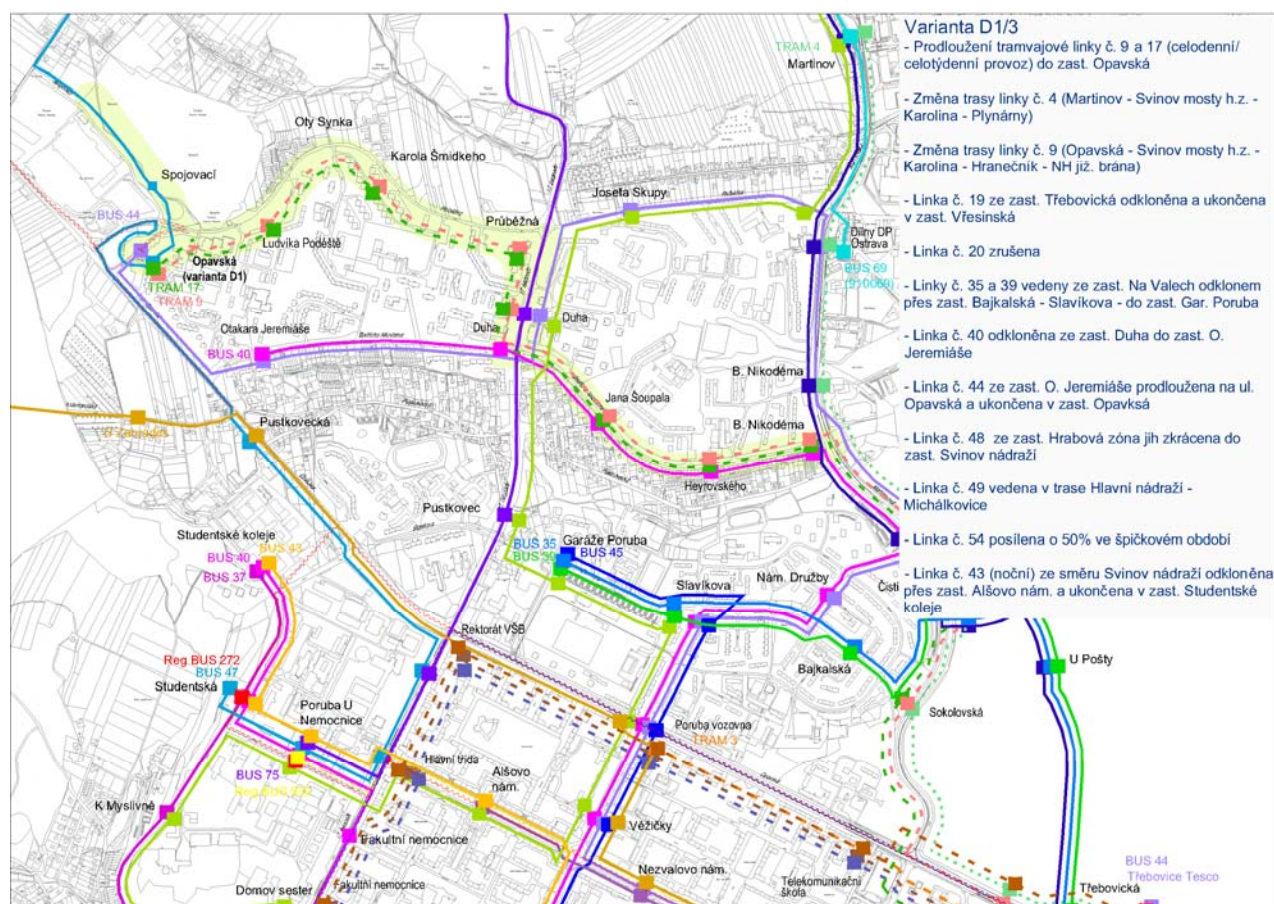 Varianta D1/3
- Prodloužení tramvajové linky č. 9 a 17 (celodenní/
celotýdenní provoz) do zast. Opavská
- Změna trasy linky č. 4 (Martinov - Svinov mosty h.z. -
Karolina - Plynárny)
- Změna trasy linky č. 9 (Opavská - Svinov mosty h.z. -
Karolina - Hranečník - NH již. brána)
- Linka č. 19 ze zast. Třebovická odkloněna a ukončena
v zast. Vřesinská
- Linka č. 20 zrušena
- Linky č. 35 a 39 vedeny ze zast. Na Valech odklonem
přes zast. Bajkalská - Slavíkova - do zast. Gar. Poruba
- Linka č. 40 odkloněna ze zast. Duha do zast. O.
Jeremiáše
- Linka č. 44 ze zast. O. Jeremiáše prodloužena na ul.
Opavská a ukončena v zast. Opavksá
- Linka č. 48 ze zast. Hrabová zóna jih zkrácena do
zast. Svinov nádraží
- Linka č. 49 vedena v trase Hlavní nádraží -
Michálkovice
- Linka č. 54 posílena o 50% ve špičkovém období
- Linka č. 43 (noční) ze směru Svinov nádraží odkloněna
přes zast. Alšovo nám. a ukončena v zast. Studentské
koleje
TRAM 4
Martinov
Oty Synka
Karola Šmidkeho
Spojovací
Josefa Skupy
BUS 44
Průběžná
Ludvíka Poděště
Dílny DP
Ostrava
BUS 69
(910069)
Opavská
(varianta D1)
TRAM 17
TRAM 9
Otakara Jeremiáše
Duha
Duha
BUS 40
B. Nikodéma
Jana Šoupala
B. Nikodéma
Pustkovecká
Heyrovského
Pustkovec
Studentské koleje
BUS 40
BUS 43
BUS 37
Garáže Poruba
BUS 35
BUS 45
BUS 39
Slavíkova
Nám. Družby
Rektorát VŠB
Reg BUS 272
BUS 47
Studentská
Bajkalská
U Pošty
Poruba U
Nemocnice
Sokolovská
Poruba vozovna
TRAM 3
Hlavní třída
BUS 75
Alšovo
nám.
K Myslivně
Věžičky
Fakultní nemocnice
Nezvalovo nám.
BUS 44
Třebovice Tesco
Domov sester
Fakultní nemocnice
Telekomunikační
škola
Třebovická